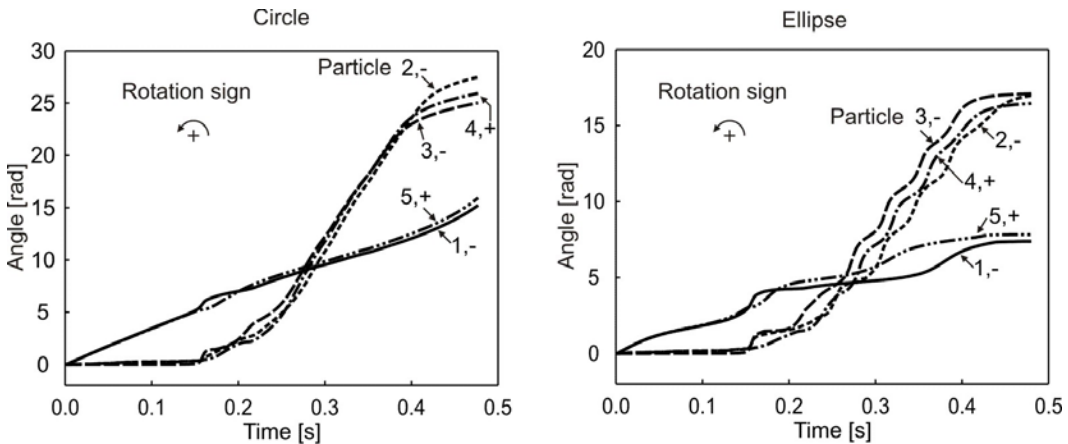 Circle
30
25
20
15
10
5
0
Angle [rad]
Rotation sign
+
Particle 2,-
4,+
3,-
5,+
1,-
0.0 0.1 0.2 0.3 0.4 0.5
Time [s]
Ellipse
20
15
10
5
0
Angle [rad]
Rotation sign
+
Particle 3,-
2,-
4,+
5,+
1,-
0.0 0.1 0.2 0.3 0.4 0.5
Time [s]